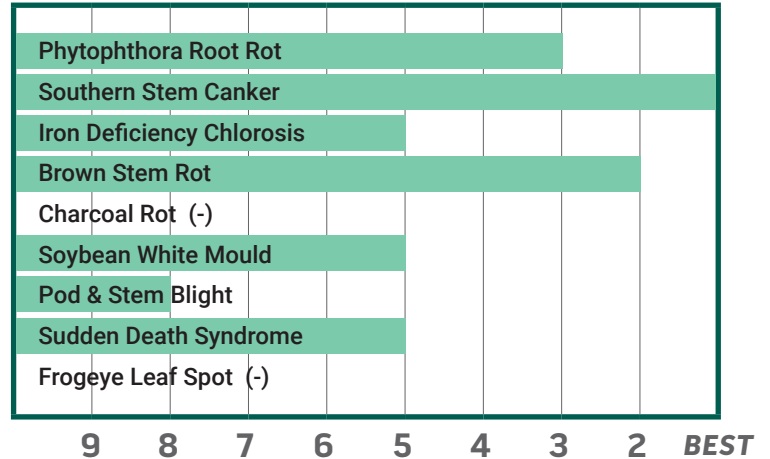 Phytophthora Root Rot
Southern Stem Canker
Iron Deficiency Chlorosis
Brown Stem Rot
Charcoal Rot (-)
Soybean White Mould
Pod & Stem Blight
Sudden Death Syndrome
Frogeye Leaf Spot (-)
9 8 7 6 5 4 3 2 BEST